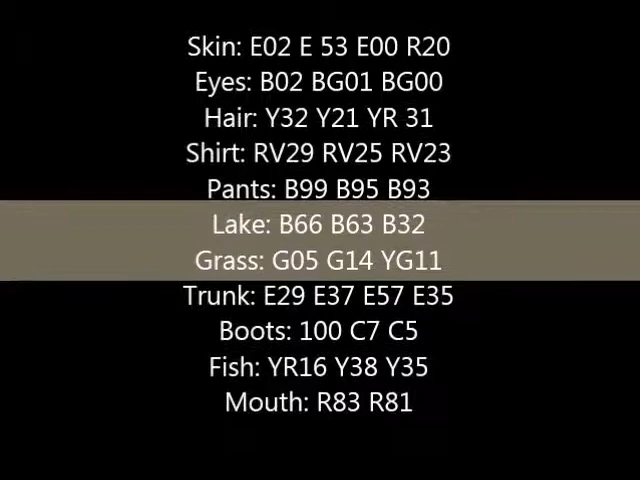 Skin: E02 E 53 E00 R20
Eyes: B02 BG01 BG00
Hair: Y32 Y21 YR 31
Shirt: RV29 RV25 RV23
Pants: B99 B95 B93
Lake: B66 B63 B32
Grass: G05 G14 YG11
Trunk: E29 E37 E57 E35
Boots: 100 C7 C5
Fish: YR16 Y38 Y35
Mouth: R83 R81